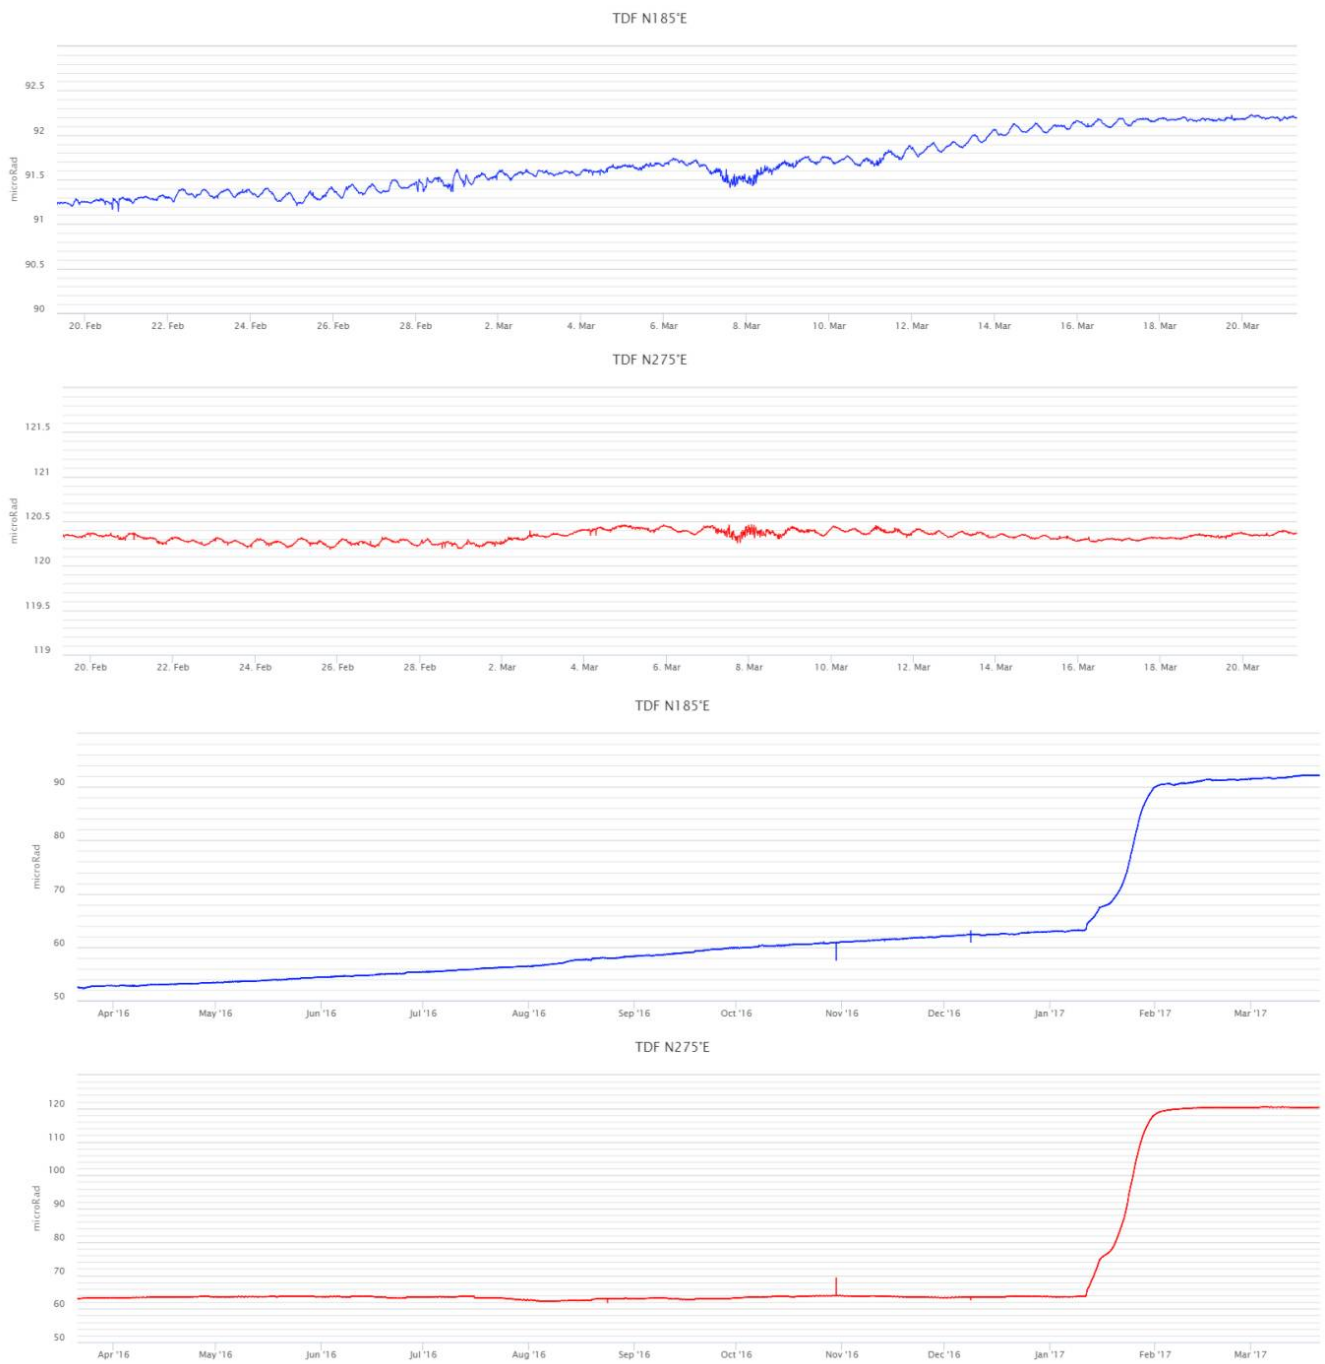 TDF N185°E
92.5
92
91.5
91
90.5
90
microRad
20. Feb 22. Feb 24. Feb 26. Feb 28. Feb 2. Mar 4. Mar 6. Mar 8. Mar 10. Mar 12. Mar 14. Mar 16. Mar 18. Mar 20. Mar
TDF N275°E
121.5
121
120.5
120
119.5
119
microRad
20. Feb 22. Feb 24. Feb 26. Feb 28. Feb 2. Mar 4. Mar 6. Mar 8. Mar 10. Mar 12. Mar 14. Mar 16. Mar 18. Mar 20. Mar
TDF N185°E
90
80
70
60
50
microRad
Apr '16 May '16 Jun '16 Jul '16 Aug '16 Sep '16 Oct '16 Nov '16 Dec '16 Jan '17 Feb '17 Mar '17
TDF N275°E
120
110
100
90
80
70
60
50
microRad
Apr '16 May '16 Jun '16 Jul '16 Aug '16 Sep '16 Oct '16 Nov '16 Dec '16 Jan '17 Feb '17 Mar '17